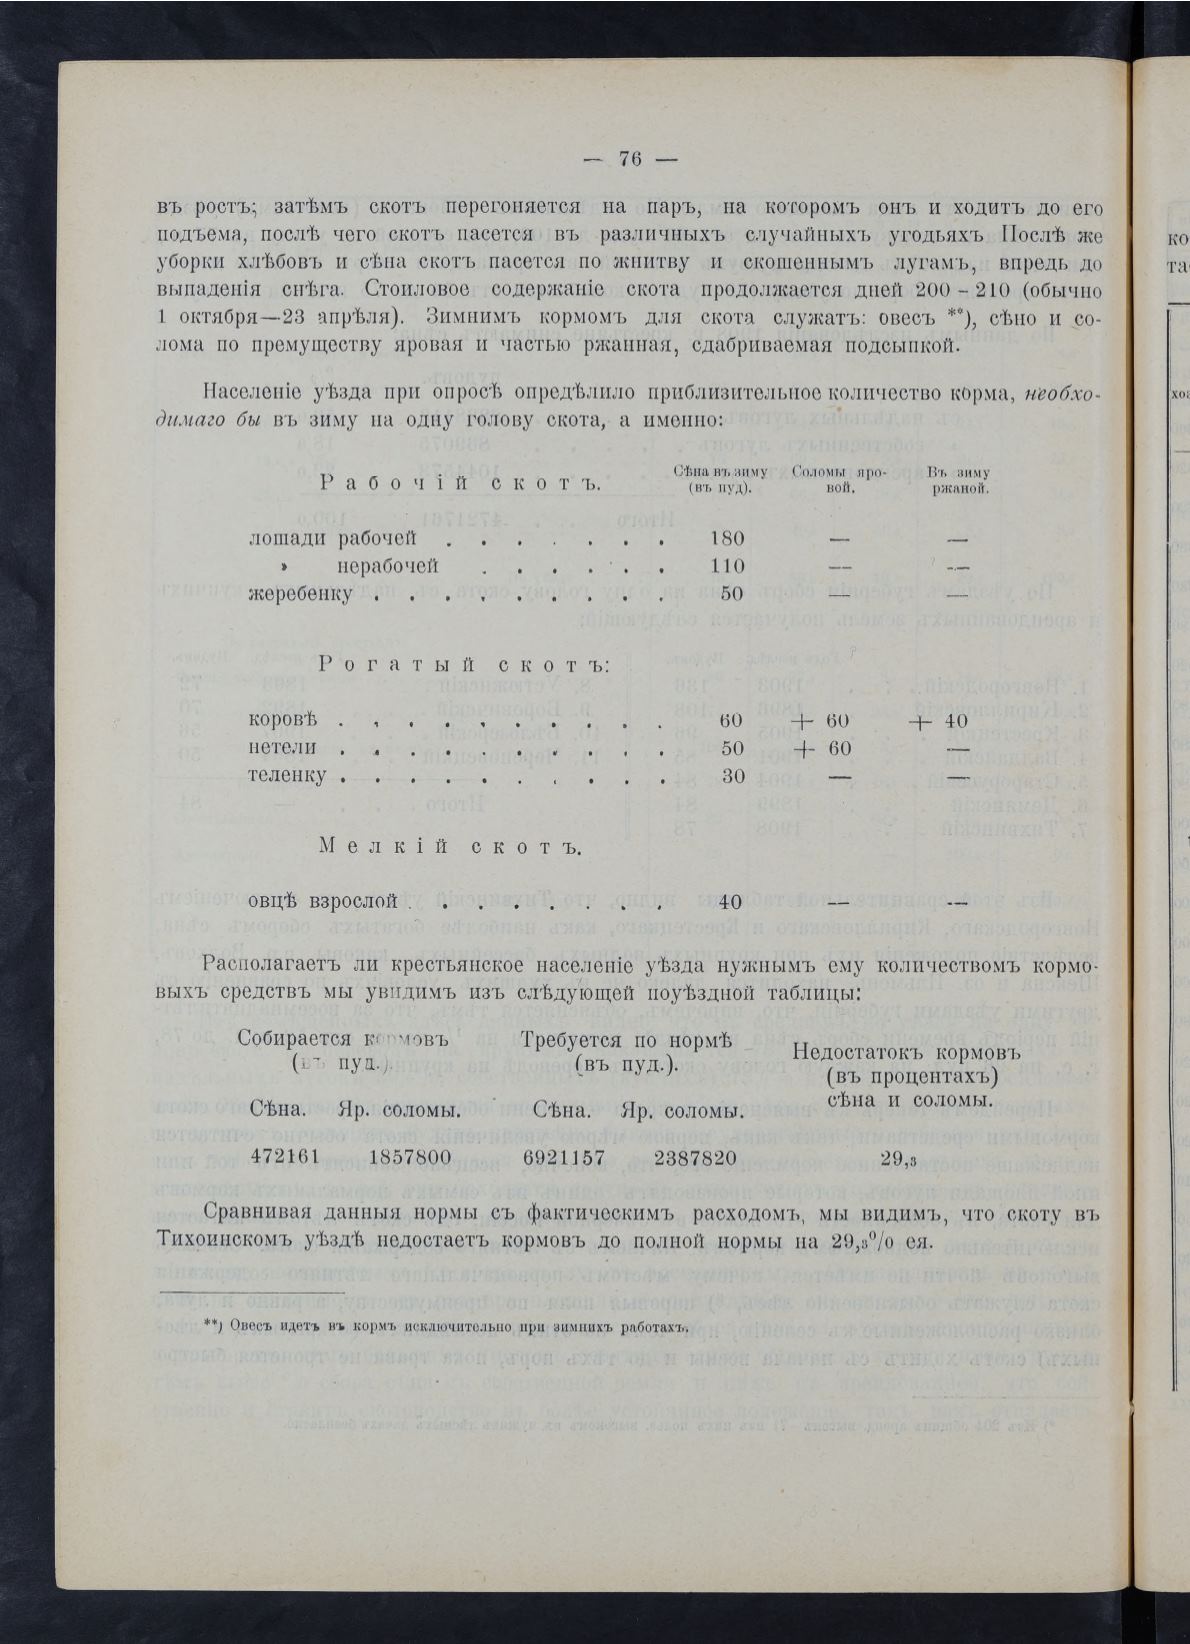 — 76 —
въ ростъ; затѣмъ скотъ перегоняется на паръ, на которомъ онъ и ходитъ до его
подъема, послѣ чего скотъ пасется въ различныхъ случайныхъ угодьяхъ Послѣ же
уборки хлѣбовъ и сѣна скотъ пасется по жнитву и скошеннымъ лугамъ, впредь до
выпаденія снѣга. Стоиловое содержаніе скота продолжается дней 200 – 210 (обычно
1 октября—23 апрѣля). Зимнимъ кормомъ для скота служатъ: овесъ **), сѣно и со-
лома по премуществу яровая и частью ржанная, сдабриваемая подсыпкой.
Населеніе уѣзда при опросѣ опредѣлило приблизительное количество корма, необхо-
димаго бы въ зиму на одну голову скота, а именно:
Рабочій скотъ. Сѣна въ зиму (въ пуд). Соломы яро-вой. Въ зиму ржаной.
лошади рабочей . . . . . . . 180 — —
» нерабочей . . . . . . 110 — —
жеребенку . . . . . . . . . 50 — —
Рогатый скотъ:
коровѣ . . . . . . . . . . 60 + 60 + 40
нетели . . . . . . . . . . 50 + 60 —
теленку . . . . . . . . . . 30 — —
Мелкій скотъ.
овцѣ взрослой . . . . . . . . 40 — —
Располагаетъ ли крестьянское населеніе уѣзда нужнымъ ему количествомъ кормо-
выхъ средствъ мы увидимъ изъ слѣдующей поуѣздной таблицы:
Собирается кормовъ Требуется по нормѣ Недостатокъ кормовъ
(въ пуд.). (въ пуд.). (въ процентахъ)
Сѣна. Яр. соломы. Сѣна. Яр. соломы. сѣна и соломы.
472161 1857800 6921157 2387820 29,3
Сравнивая данныя нормы съ фактическимъ расходомъ, мы видимъ, что скоту въ
Тихоинскомъ уѣздѣ недостаетъ кормовъ до полной нормы на 29,3% ея.
**) Овесъ идетъ въ кормъ исключительно при зимнихъ работахъ.